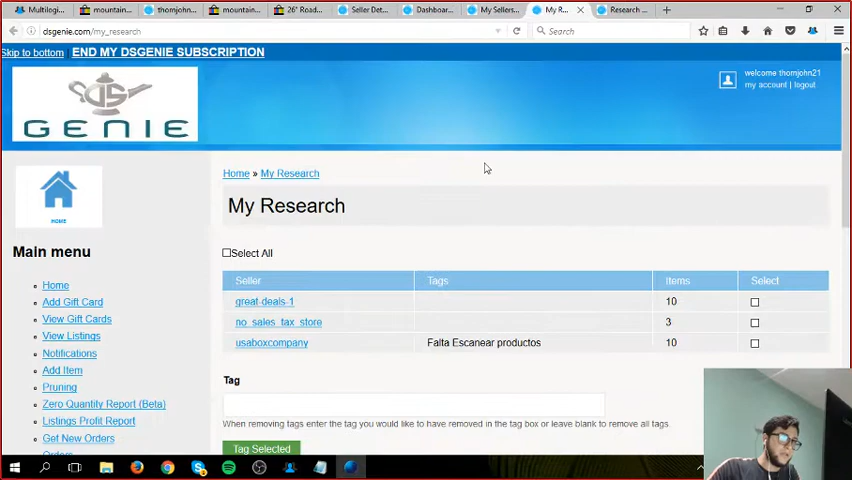 Multilogi...
thornjohn...
mountain...
mountain...
26" Road...
Seller Det...
Dashboar...
My Sellers...
My R...
Research ...
dsgenie.com/my_research
Search
Skip to bottom | END MY DSGENIE SUBSCRIPTION
DS
GENIE
welcome thornjohn21
my account | logout
HOME
Main menu
Home
Add Gift Card
View Gift Cards
View Listings
Notifications
Add Item
Pruning
Zero Quantity Report (Beta)
Listings Profit Report
Get New Orders
Orders
Home » My Research
My Research
Select All
Seller Tags Items Select
great-deals-1 10
no_sales_tax_store 3
usaboxcompany Falta Escanear productos 10
Tag
When removing tags enter the tag you would like to have removed in the tag box or leave blank to remove all tags.
Tag Selected